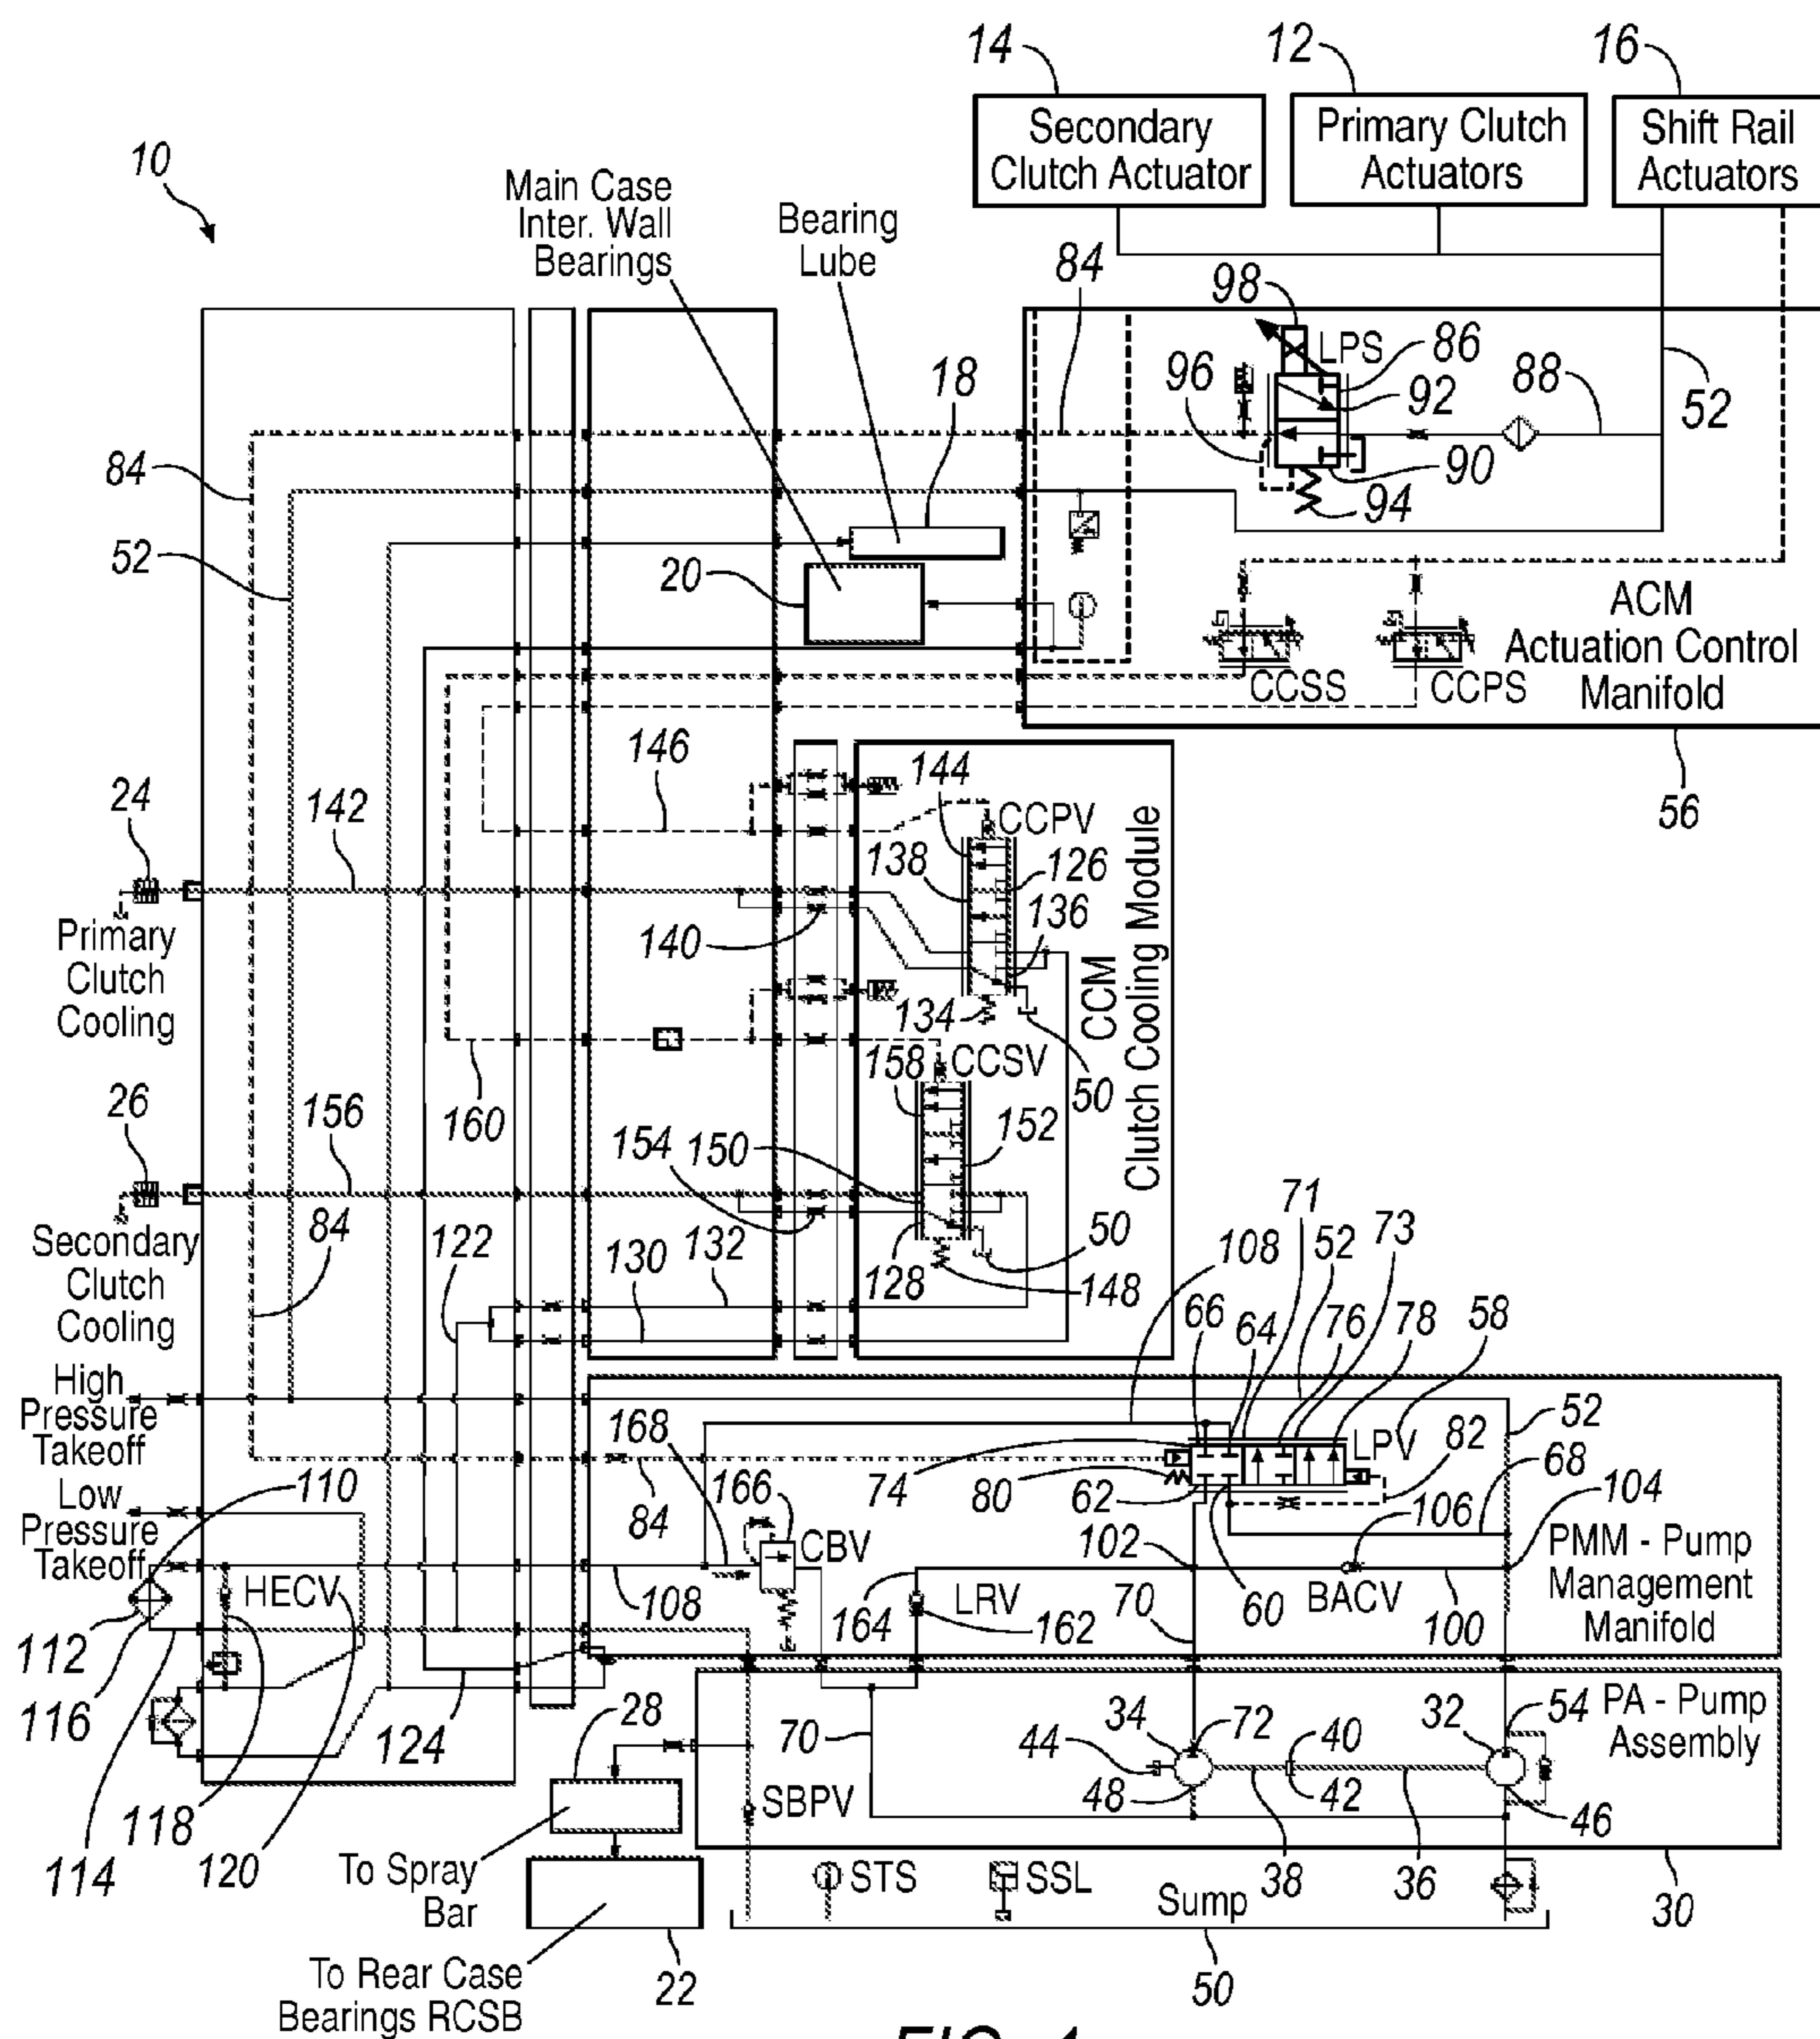 14
12
16
Secondary
Clutch Actuator
Primary Clutch
Actuators
Shift Rail
Actuators
10
Main Case
Inter. Wall
Bearings
Bearing
Lube
84
98
LPS
86
96
92
88
52
18
84
90
94
52
20
ACM
Actuation Control
Manifold
CCSS
CCPS
56
146
144
CCPV
24
142
138
126
136
140
Primary
Clutch
Cooling
134
CCM
Clutch Cooling Module
158
CCSV
50
26
156
160
154
150
152
Secondary
Clutch
Cooling
84
122
130
132
128
148
50
108
71
52
73
66
64
76
78
58
High
Pressure
Takeoff
168
LPV
82
52
74
80
62
68
104
110
Low
Pressure
Takeoff
84
166
CBV
102
106
PMM - Pump
Management
Manifold
HECV
108
164
LRV
162
70
60
BACV
100
112
116
114
118
120
124
28
70
34
72
40
32
54
PA - Pump
Assembly
44
48
42
46
SBPV
To Spray
Bar
STS
SSL
Sump
38
36
30
To Rear Case
Bearings RCSB
22
50
FIG. 1